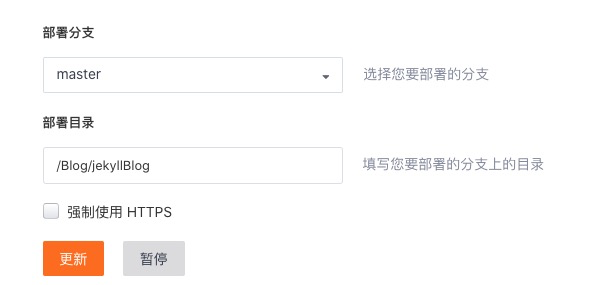 部署分支
master
选择您要部署的分支
部署目录
/Blog/jekyllBlog
填写您要部署的分支上的目录
强制使用 HTTPS
更新
暂停